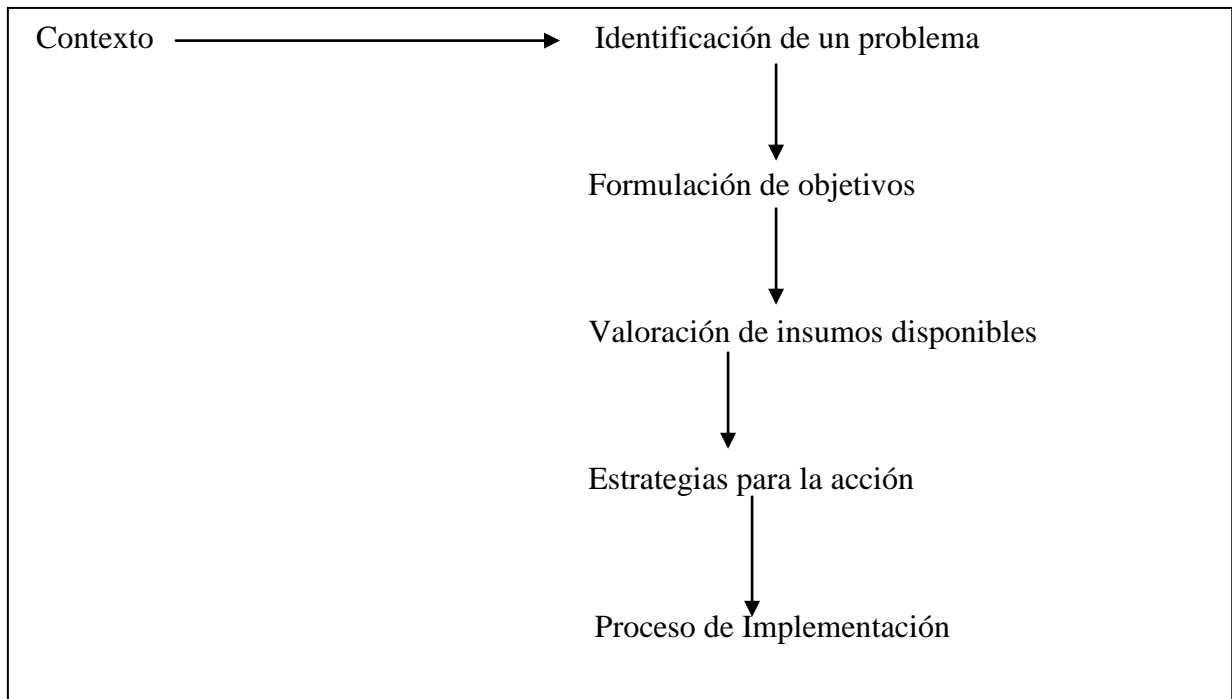 Contexto
Identificación de un problema
Formulación de objetivos
Valoración de insumos disponibles
Estrategias para la acción
Proceso de Implementación